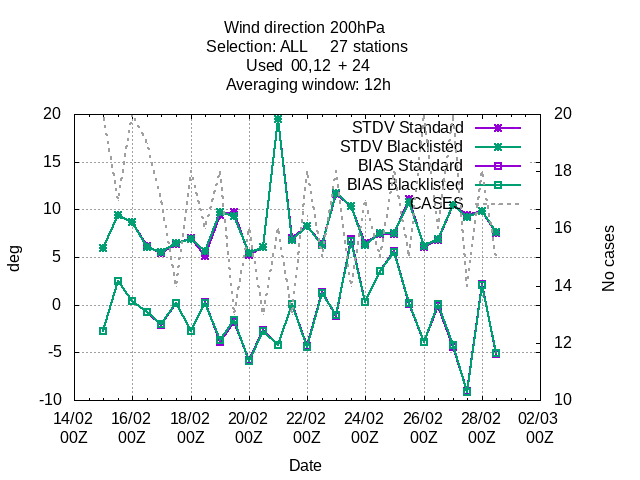 Wind direction 200hPa
Selection: ALL 27 stations
Used 00,12 + 24
Averaging window: 12h
STDV Standard
STDV Blacklisted
BIAS Standard
BIAS Blacklisted
CASES
deg
20
15
10
5
0
-5
-10
No cases
20
18
16
14
12
10
14/02 16/02 18/02 20/02 22/02 24/02 26/02 28/02 02/03
00Z 00Z 00Z 00Z 00Z 00Z 00Z 00Z 00Z
Date